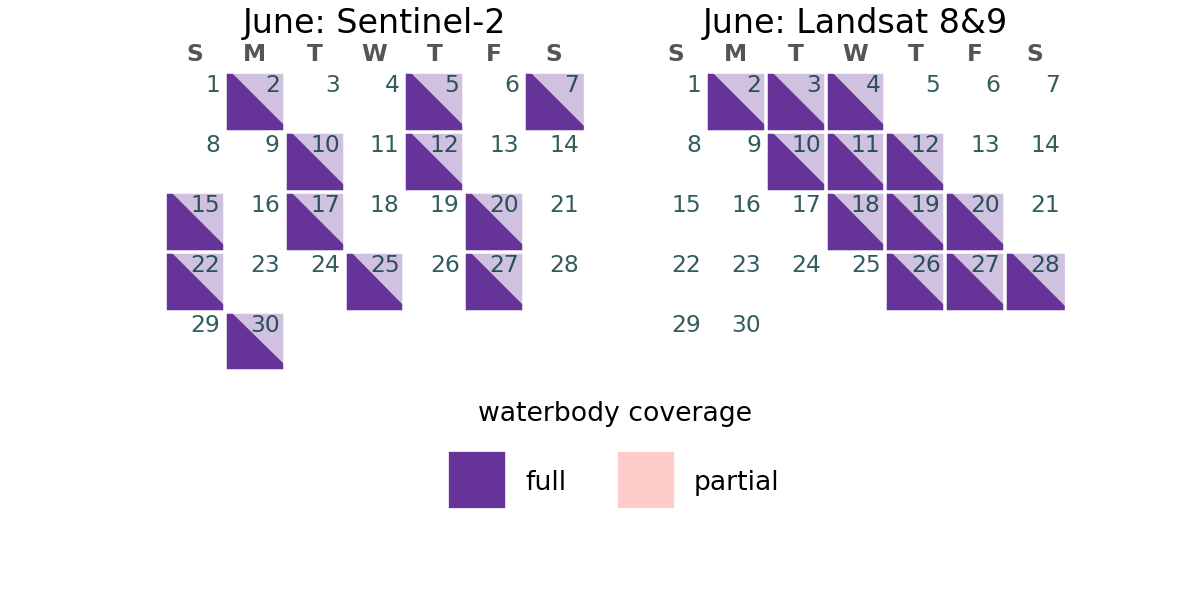 June: Sentinel-2
S M T W T F S
1 2 3 4 5 6 7
8 9 10 11 12 13 14
15 16 17 18 19 20 21
22 23 24 25 26 27 28
29 30
June: Landsat 8&9
S M T W T F S
1 2 3 4 5 6 7
8 9 10 11 12 13 14
15 16 17 18 19 20 21
22 23 24 25 26 27 28
29 30
waterbody coverage
full partial